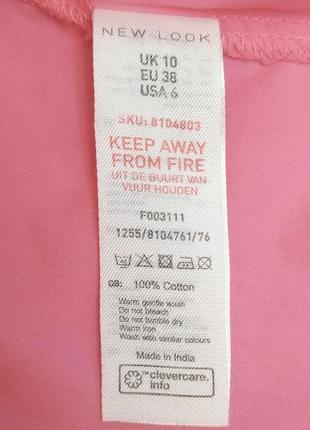 NEW LOOK
UK 10
EU 38
USA 6
SKU: 8104803
KEEP AWAY
FROM FIRE
UIT DE BUURT VAN
VUUR HOUDEN
F003111
1255/8104761/76
GB: 100% Cotton
Warm gentle wash
Do not bleach
Do not tumble dry
Warm iron
Wash with similar colours
Made in India
™clevercare.
info